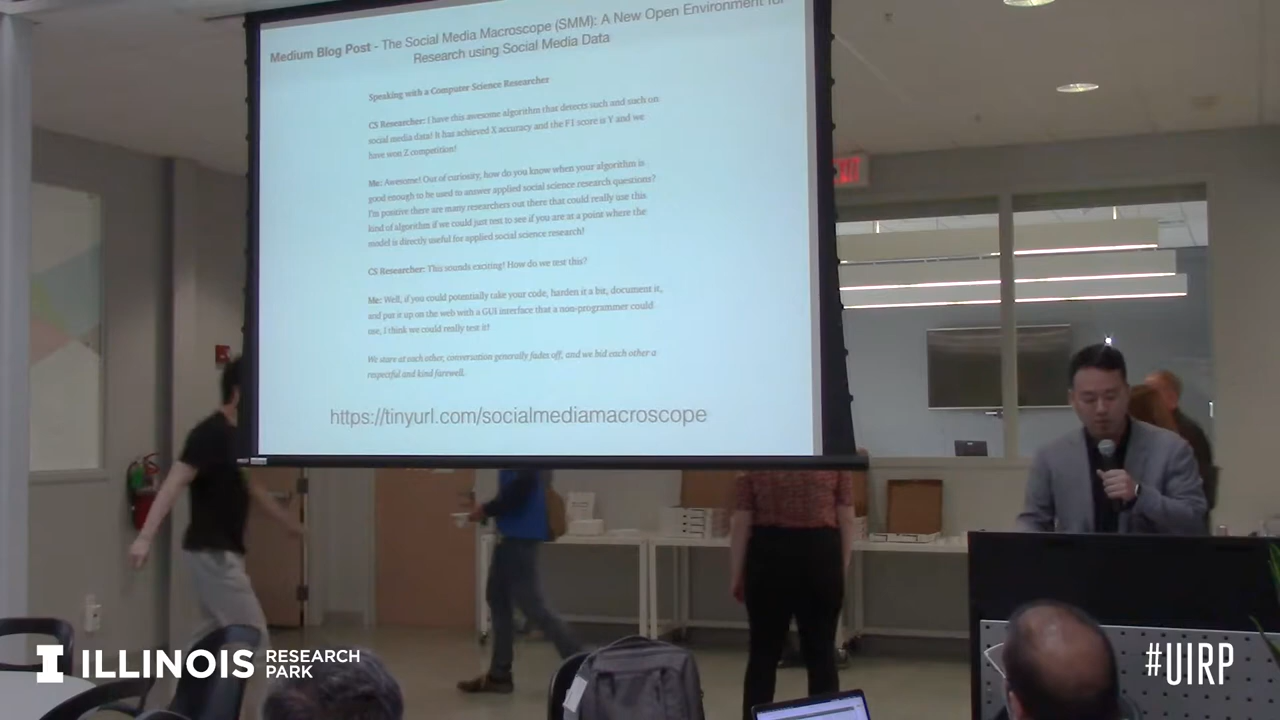 Medium Blog Post - The Social Media Macroscope (SMM): A New Open Environment for
Research using Social Media Data
Speaking with a Computer Science Researcher
CS Researcher: I have this awesome algorithm that detects such and such on
social media data! It has achieved X accuracy and the F1 score is Y and we
have won Z competition!
Me: Awesome! Out of curiosity, how do you know when your algorithm is
good enough to be used to answer applied social science research questions?
I'm positive there are many researchers out there that could really use this
kind of algorithm if we could just test to see if you are at a point where the
model is directly useful for applied social science research!
CS Researcher: This sounds exciting! How do we test this?
Me: Well, if you could potentially take your code, harden it a bit, document it,
and put it up on the web with a GUI interface that a non-programmer could
use, I think we could really test it!
We stare at each other, conversation generally fades off, and we bid each other a
respectful and kind farewell.
https://tinyurl.com/socialmediamacroscope
I ILLINOIS RESEARCH
PARK
#UIRP